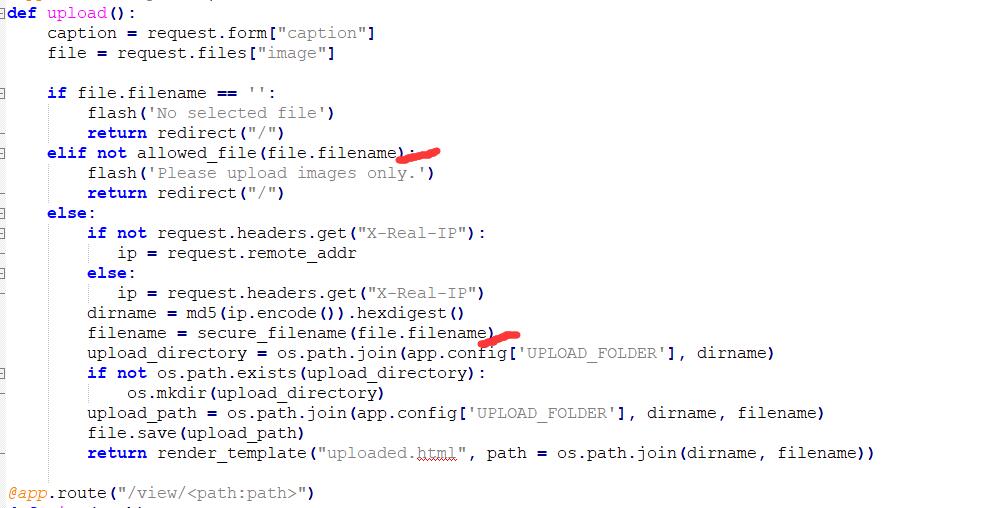 def upload():
    caption = request.form["caption"]
    file = request.files["image"]
    if file.filename == '':
        flash('No selected file')
        return redirect("/")
    elif not allowed_file(file.filename):
        flash('Please upload images only.')
        return redirect("/")
    else:
        if not request.headers.get("X-Real-IP"):
           ip = request.remote_addr
        else:
           ip = request.headers.get("X-Real-IP")
        dirname = md5(ip.encode()).hexdigest()
        filename = secure_filename(file.filename)
        upload_directory = os.path.join(app.config['UPLOAD_FOLDER'], dirname)
        if not os.path.exists(upload_directory):
            os.mkdir(upload_directory)
        upload_path = os.path.join(app.config['UPLOAD_FOLDER'], dirname, filename)
        file.save(upload_path)
        return render_template("uploaded.html", path = os.path.join(dirname, filename))
@app.route("/view/<path:path>")